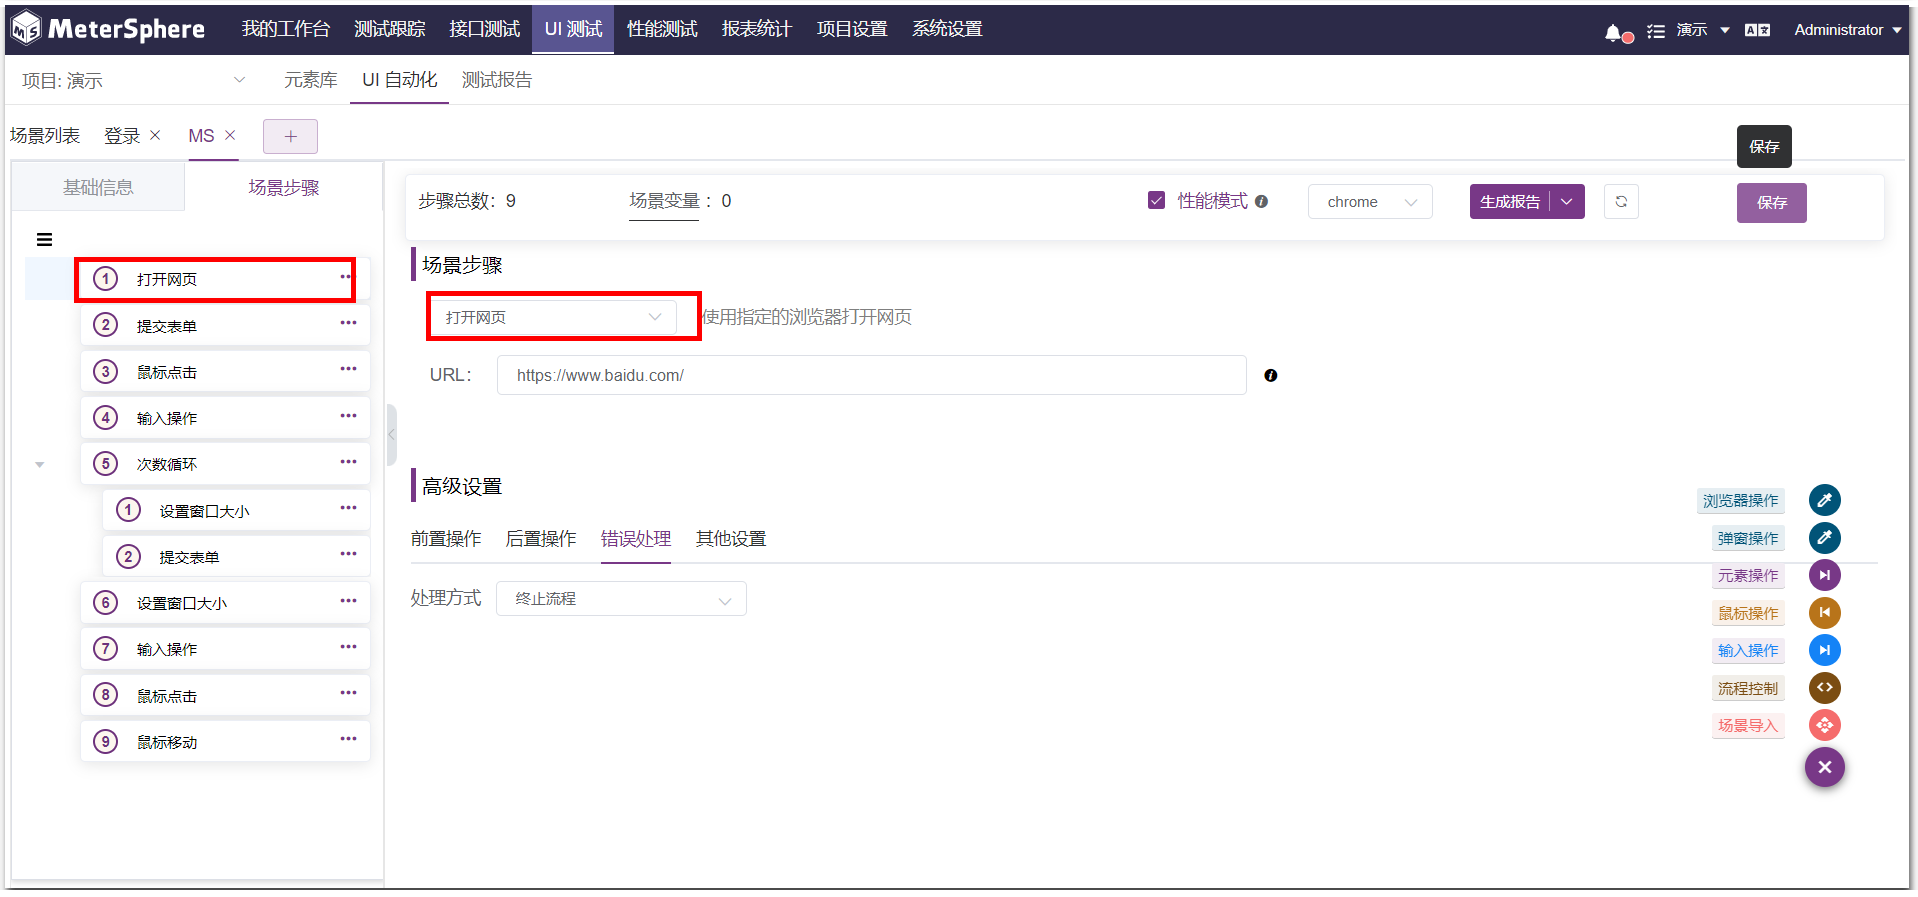 MeterSphere 我的工作台 测试跟踪 接口测试 UI 测试 性能测试 报表统计 项目设置 系统设置 演示 Administrator
项目: 演示 元素库 UI 自动化 测试报告
场景列表 登录 MS
保存
基础信息 场景步骤
步骤总数：9 场景变量 ：0 性能模式 chrome 生成报告 保存
场景步骤
1 打开网页
打开网页 使用指定的浏览器打开网页
2 提交表单
3 鼠标点击
URL： https://www.baidu.com/
4 输入操作
5 次数循环
高级设置
1 设置窗口大小
浏览器操作
前置操作 后置操作 错误处理 其他设置
弹窗操作
2 提交表单
元素操作
6 设置窗口大小
处理方式 终止流程
鼠标操作
7 输入操作
输入操作
8 鼠标点击
流程控制
9 鼠标移动
场景导入